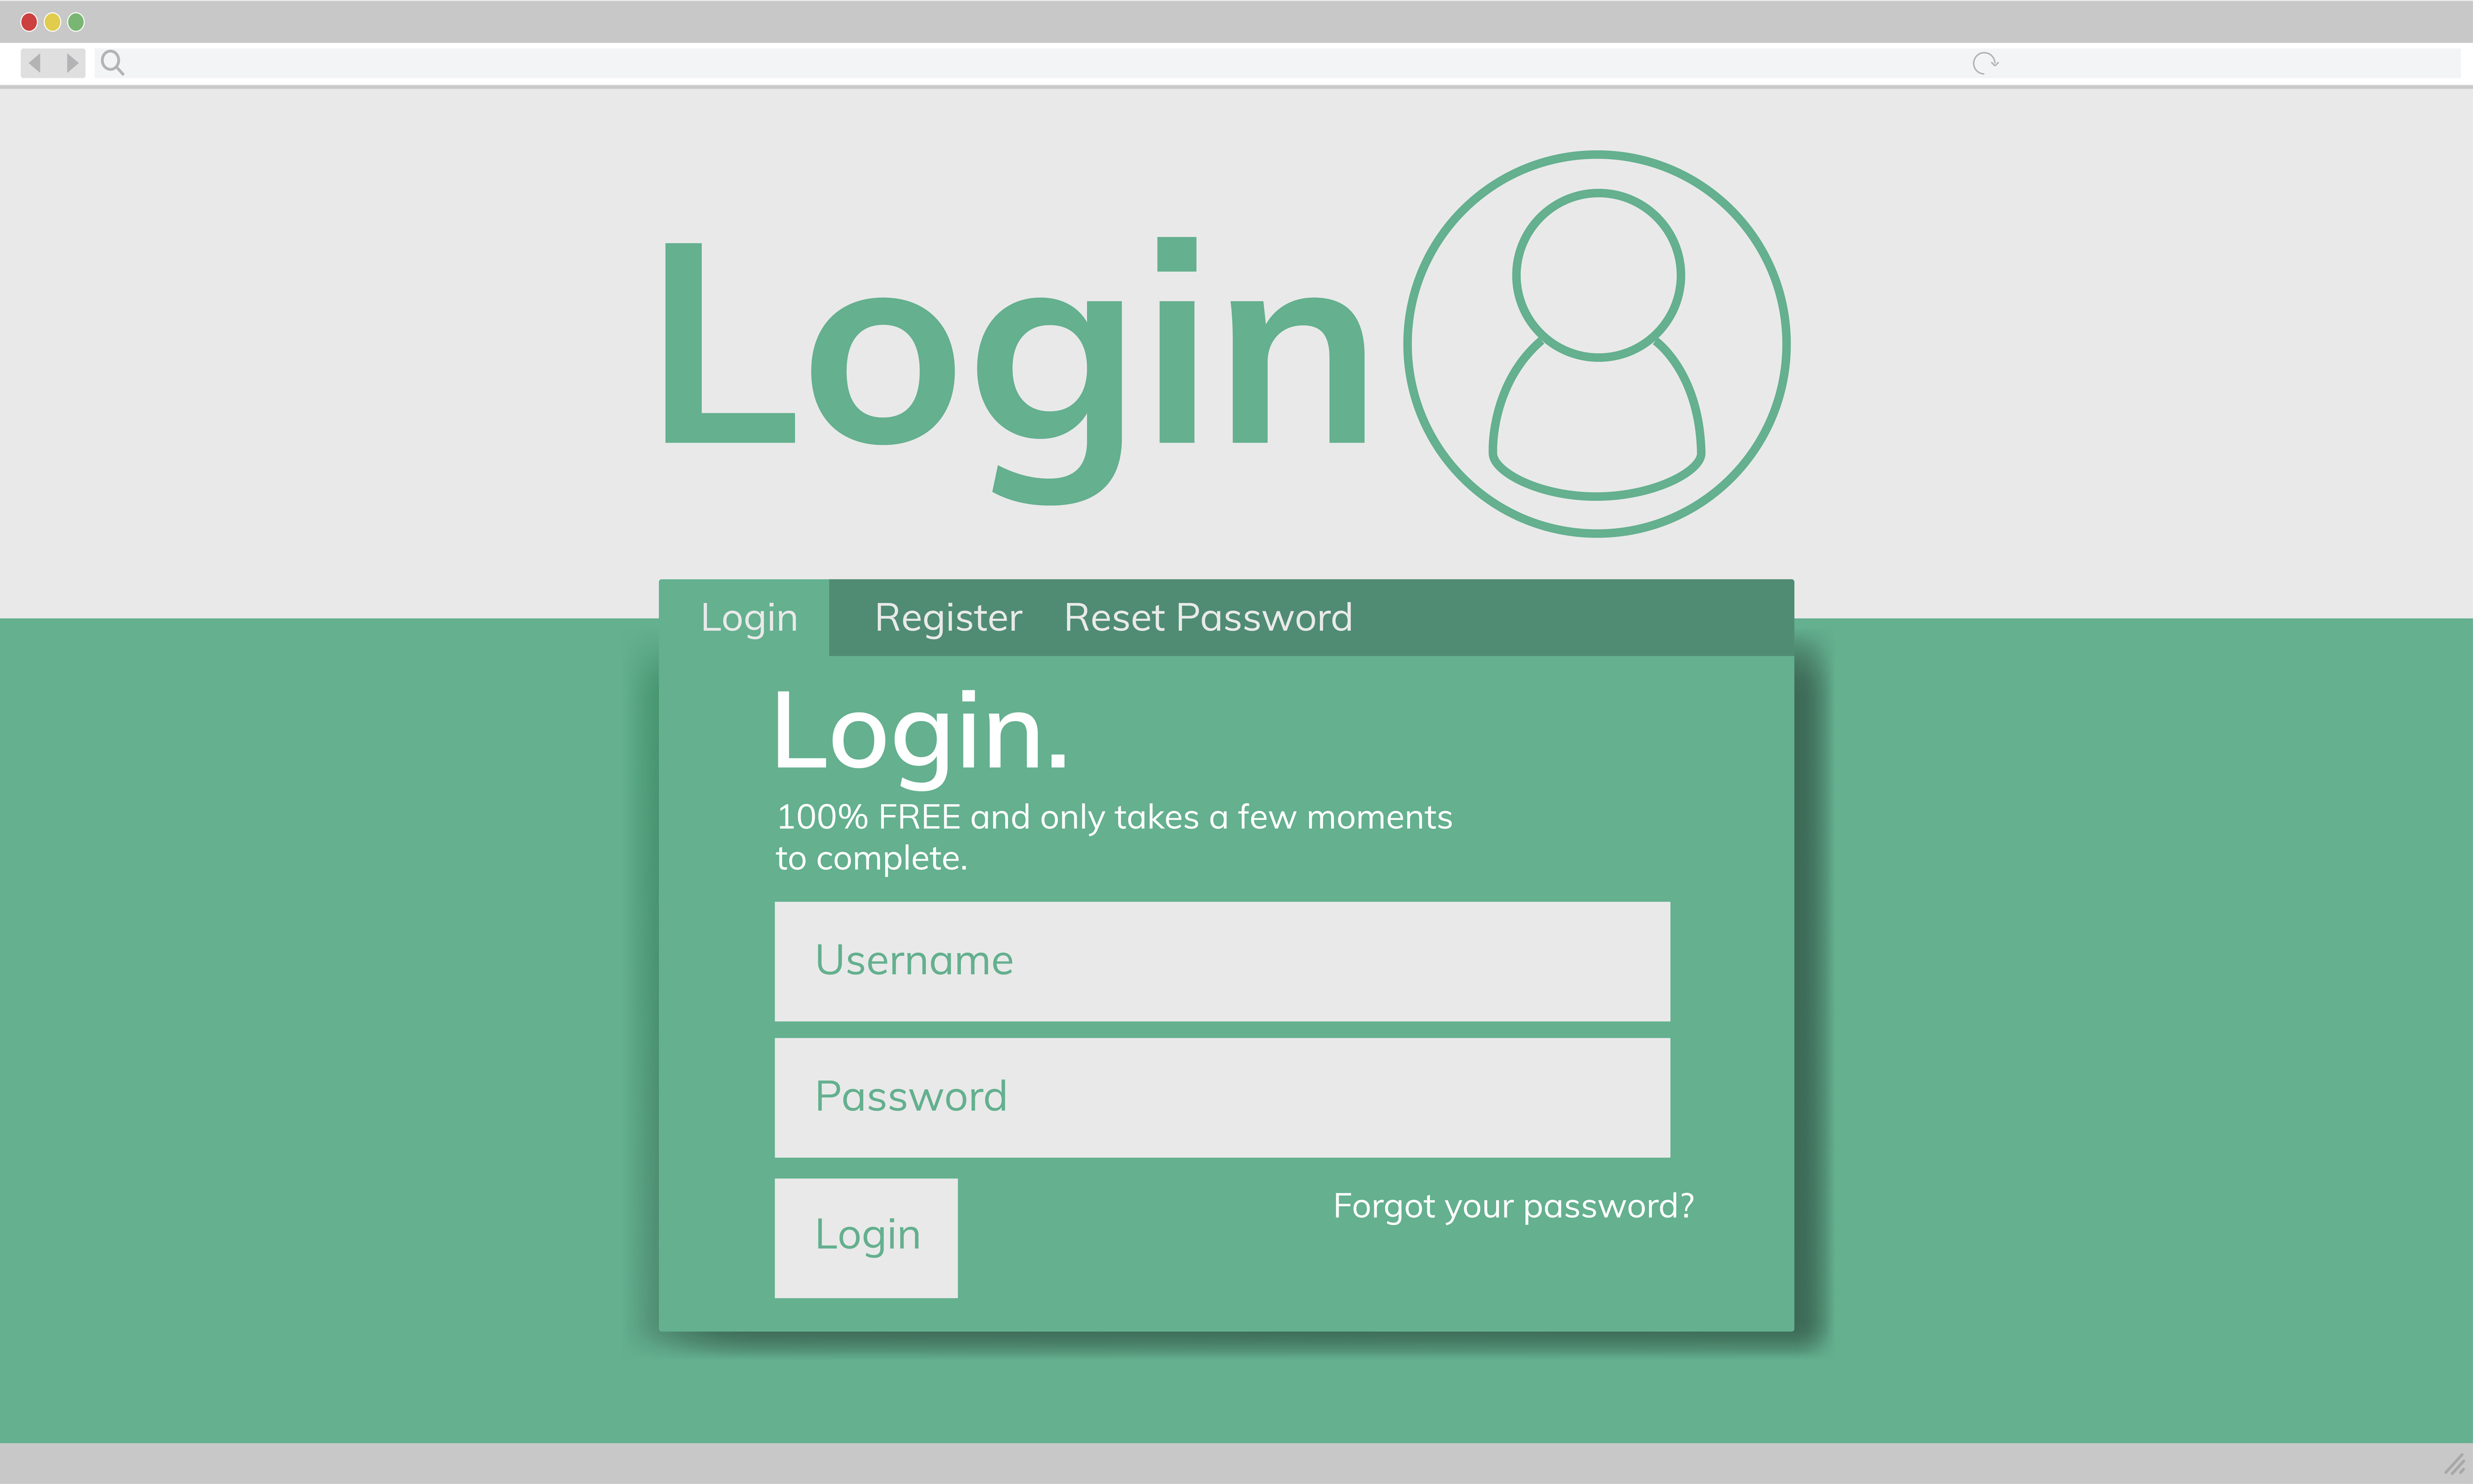 Login
Login Register Reset Password
Login.
100% FREE and only takes a few moments
to complete.
Username
Password
Login
Forgot your password?